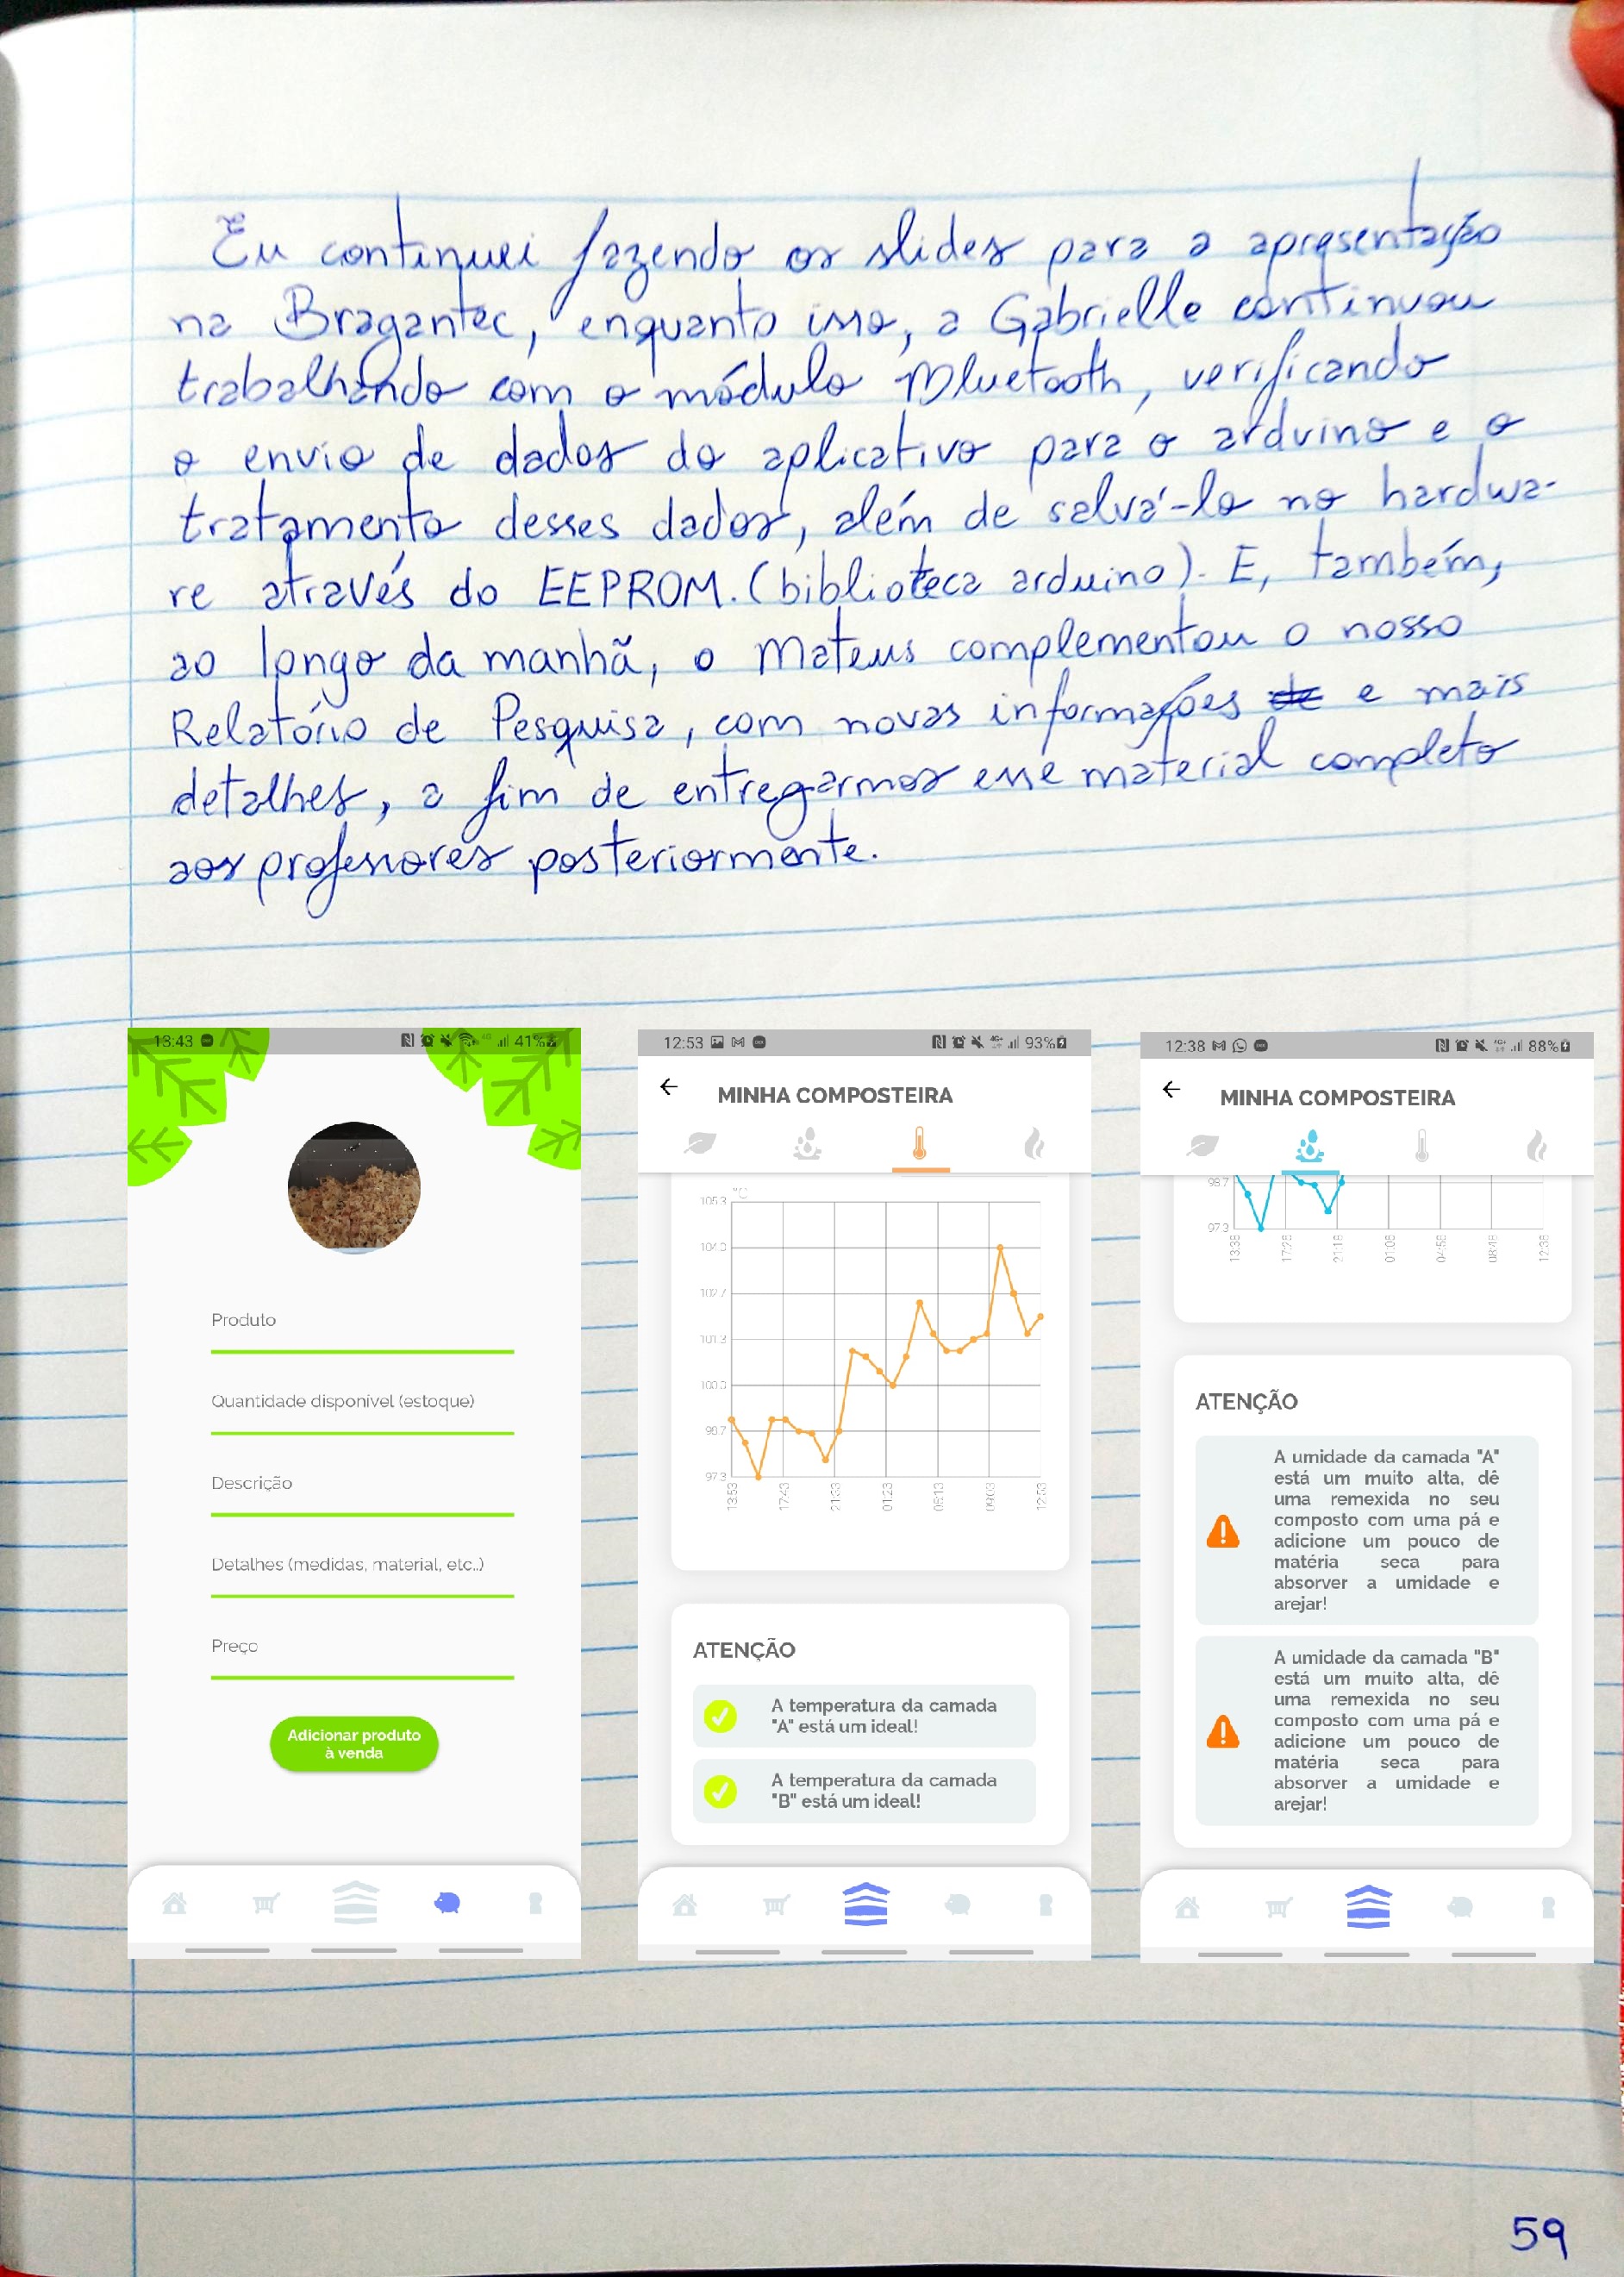 Eu continuei fazendo os slides para a apresentação
na Bragantec, enquanto isso, a Gabrielle continuou
trabalhando com o módulo Bluetooth, verificando
o envio de dados do aplicativo para o arduino e o
tratamento desses dados, além de salvá-lo no hardwa-
re através do EEPROM. (biblioteca arduino). E, também,
ao longo da manhã, o Mateus complementou o nosso
Relatório de Pesquisa, com novas informações de e mais
detalhes, a fim de entregarmos esse material completo
aos professores posteriormente.
13:43 4G 41%
Produto
Quantidade disponível (estoque)
Descrição
Detalhes (medidas, material, etc..)
Preço
Adicionar produto
à venda
12:53 93%
MINHA COMPOSTEIRA
°C
105.3
104.0
102.7
101.3
100.0
98.7
97.3
13:53 17:43 21:33 01:23 05:13 09:03 12:53
ATENÇÃO
A temperatura da camada
"A" está um ideal!
A temperatura da camada
"B" está um ideal!
12:38 88%
MINHA COMPOSTEIRA
98.7
97.3
13:38 17:28 21:18 01:08 04:58 08:48 12:38
ATENÇÃO
A umidade da camada "A"
está um muito alta, dê
uma remexida no seu
composto com uma pá e
adicione um pouco de
matéria seca para
absorver a umidade e
arejar!
A umidade da camada "B"
está um muito alta, dê
uma remexida no seu
composto com uma pá e
adicione um pouco de
matéria seca para
absorver a umidade e
arejar!
59